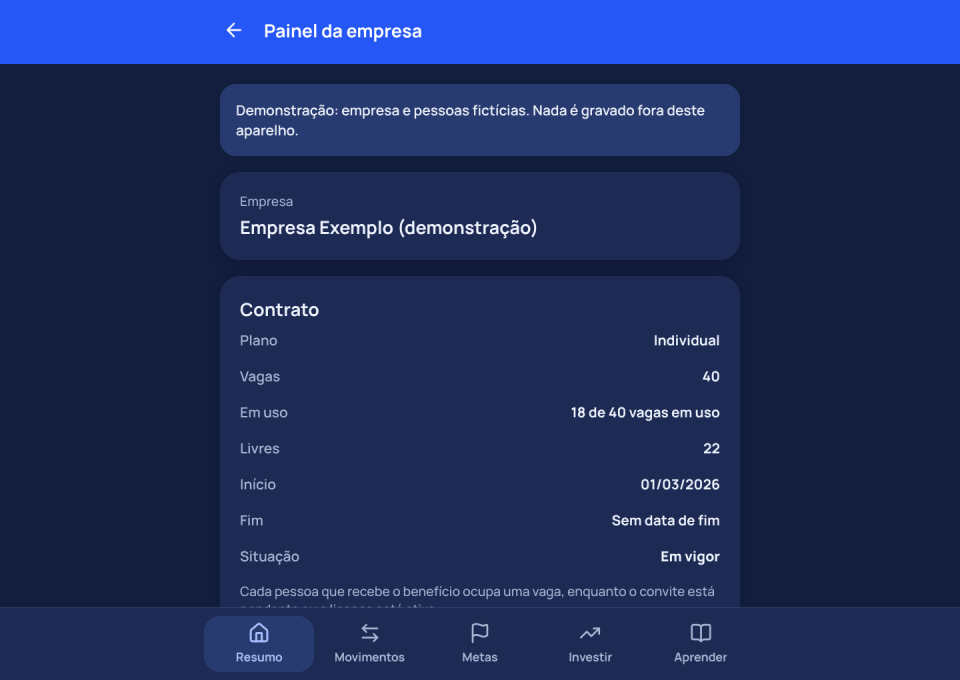 Painel da empresa
Demonstração: empresa e pessoas fictícias. Nada é gravado fora deste
aparelho.
Empresa
Empresa Exemplo (demonstração)
Contrato
Plano Individual
Vagas 40
Em uso 18 de 40 vagas em uso
Livres 22
Início 01/03/2026
Fim Sem data de fim
Situação Em vigor
Cada pessoa que recebe o benefício ocupa uma vaga, enquanto o convite está
Resumo Movimentos Metas Investir Aprender